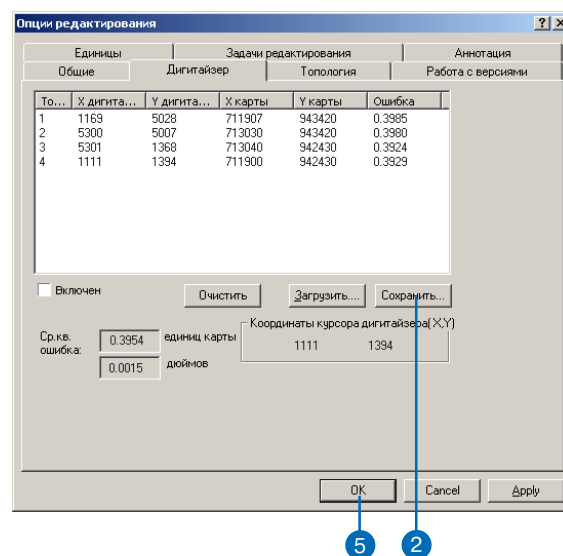 Опции редактирования
Единицы Задачи редактирования Аннотация
Общие Дигитайзер Топология Работа с версиями
То... X дигита... Y дигита... X карты Y карты Ошибка
1 1169 5028 711907 943420 0.3985
2 5300 5007 713030 943420 0.3980
3 5301 1368 713040 942430 0.3924
4 1111 1394 711900 942430 0.3929
Включен Очистить Загрузить.... Сохранить...
Координаты курсора дигитайзера(X,Y)
Ср.кв. ошибка: 0.3954 единиц карты 1111 1394
0.0015 дюймов
OK Cancel Apply
5 2